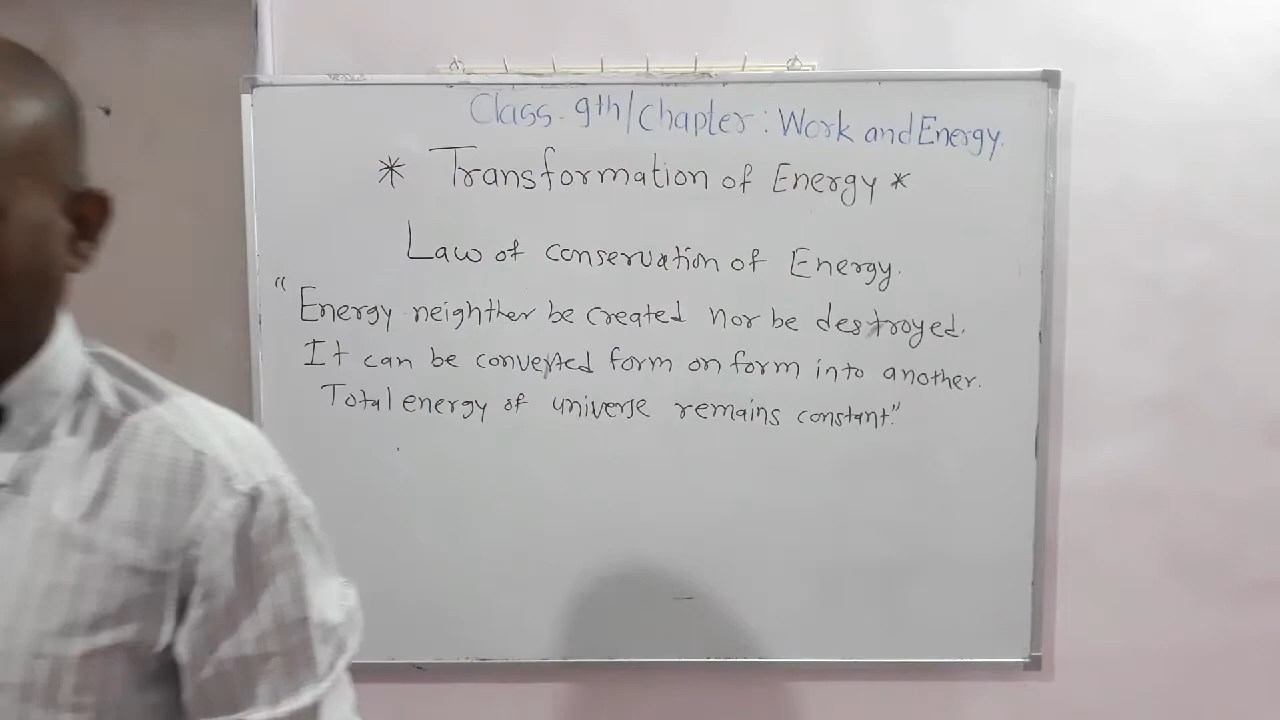 Class. 9th/Chapter: Work and Energy.
* Transformation of Energy *
Law of conservation of Energy.
"Energy neighther be created nor be destroyed.
It can be converted form on form into another.
Total energy of universe remains constant."